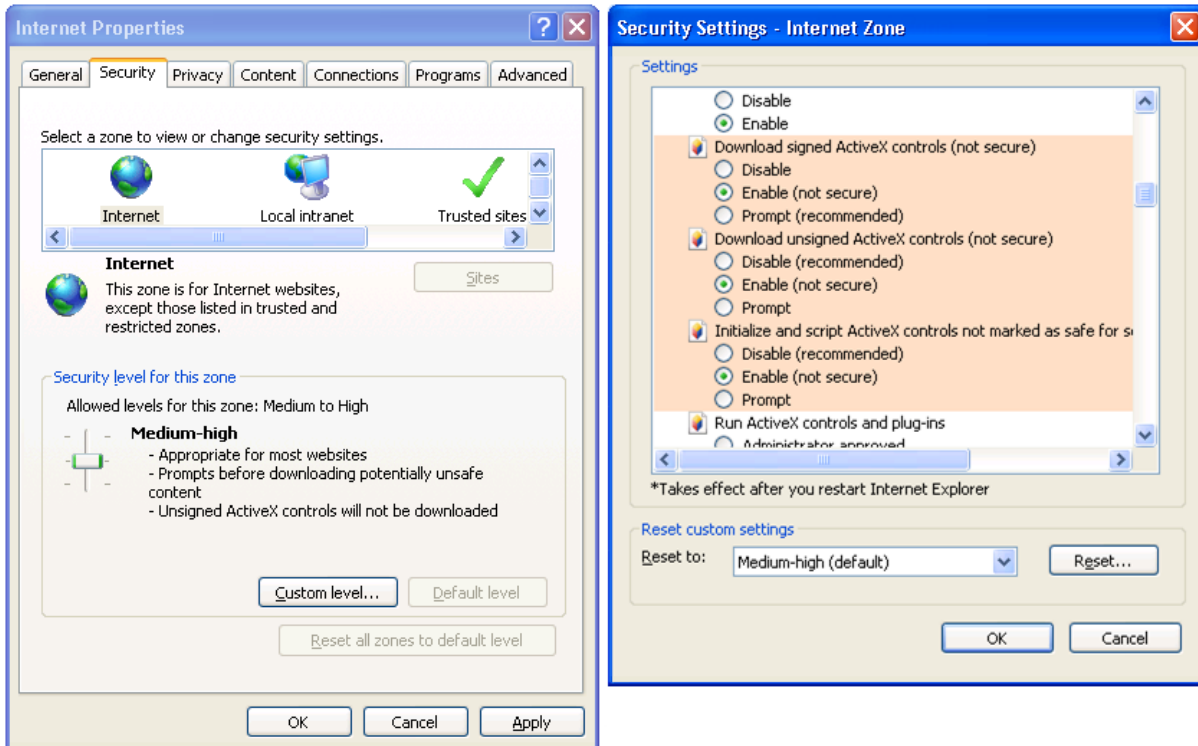 Internet Properties
General Security Privacy Content Connections Programs Advanced
Select a zone to view or change security settings.
Internet Local intranet Trusted sites
Internet
Sites
This zone is for Internet websites,
except those listed in trusted and
restricted zones.
Security level for this zone
Allowed levels for this zone: Medium to High
Medium-high
- Appropriate for most websites
- Prompts before downloading potentially unsafe
content
- Unsigned ActiveX controls will not be downloaded
Custom level... Default level
Reset all zones to default level
OK Cancel Apply
Security Settings - Internet Zone
Settings
Disable
Enable
Download signed ActiveX controls (not secure)
Disable
Enable (not secure)
Prompt (recommended)
Download unsigned ActiveX controls (not secure)
Disable (recommended)
Enable (not secure)
Prompt
Initialize and script ActiveX controls not marked as safe for
Disable (recommended)
Enable (not secure)
Prompt
Run ActiveX controls and plug-ins
Administrator approved
*Takes effect after you restart Internet Explorer
Reset custom settings
Reset to: Medium-high (default) Reset...
OK Cancel